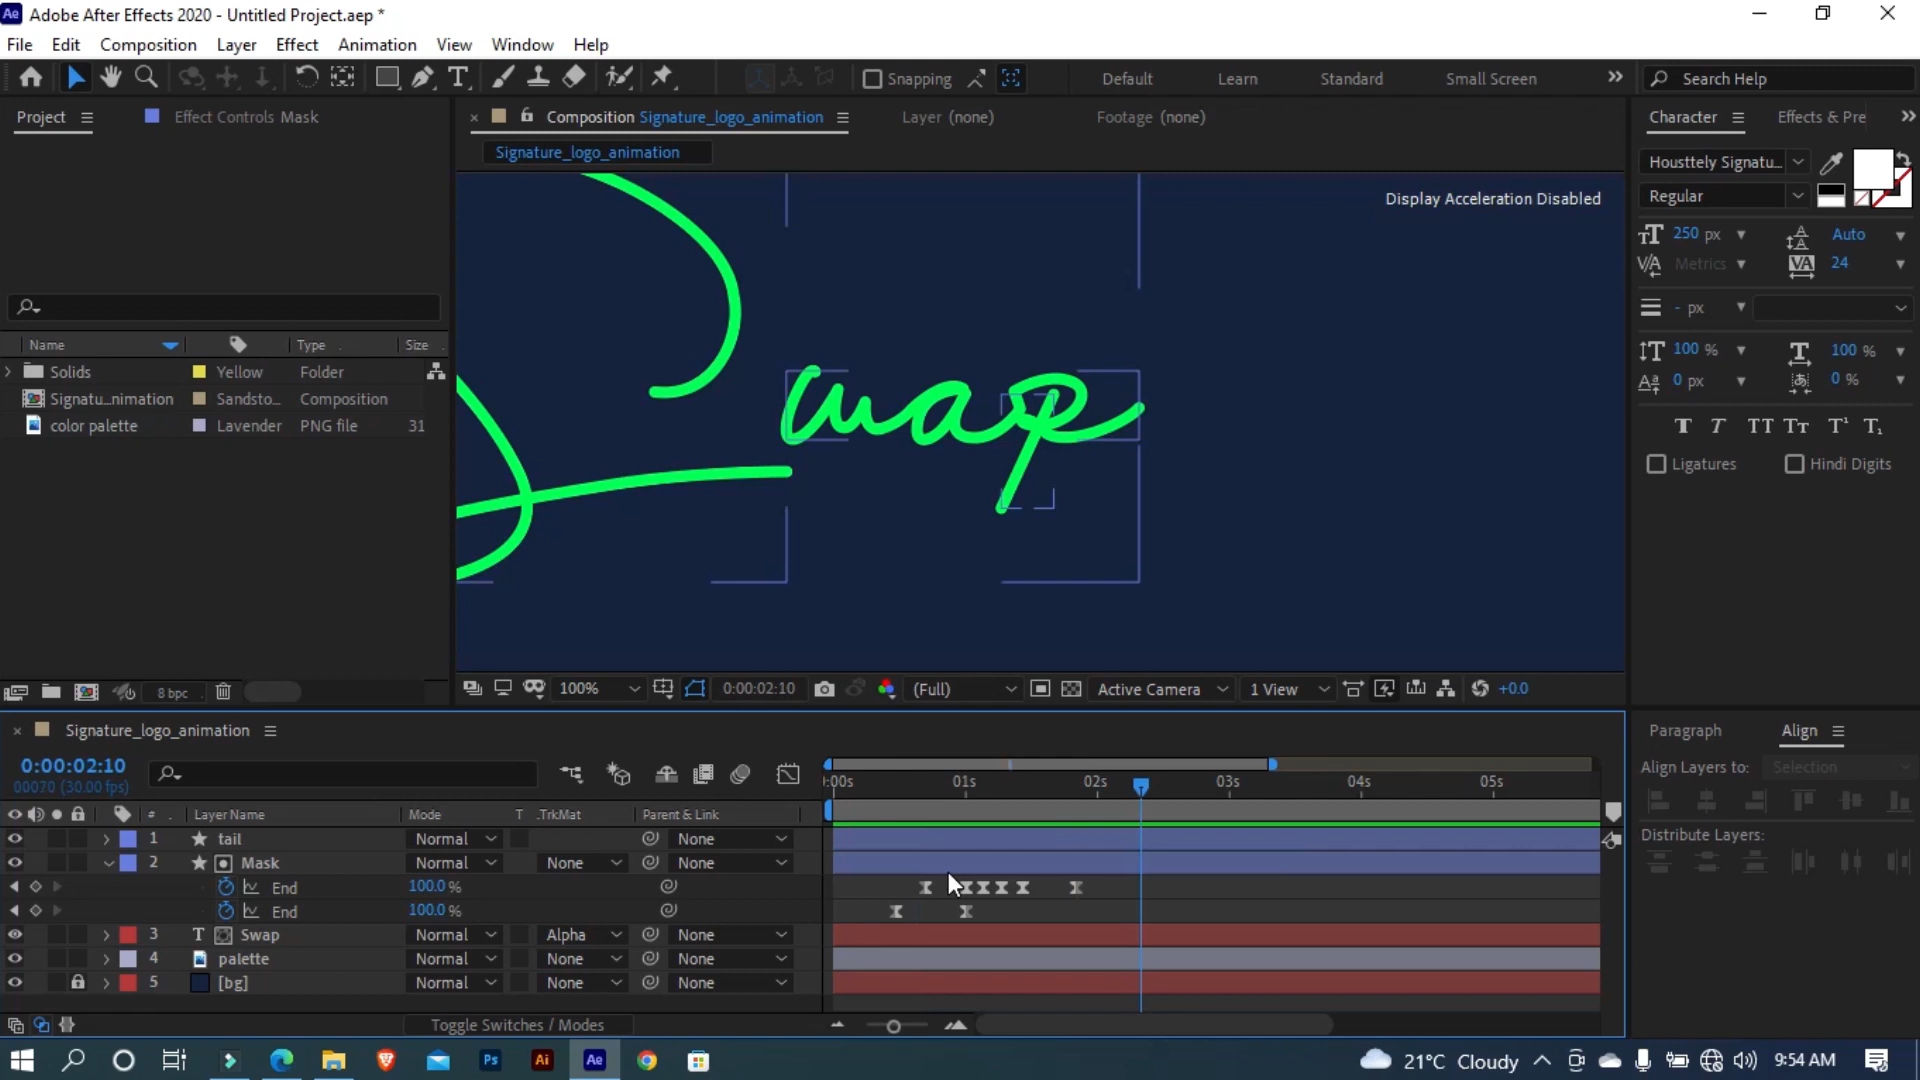 Adobe After Effects 2020 - Untitled Project.aep *
File Edit Composition Layer Effect Animation View Window Help
Snapping Default Learn Standard Small Screen Search Help
Project Effect Controls Mask
Composition Signature_logo_animation Layer (none) Footage (none)
Character Effects & Pre
Signature_logo_animation
Housttely Signatu...
Regular
Display Acceleration Disabled
250 px Auto
Metrics 24
- px
Name Type Size
Solids Yellow Folder
Signatu...nimation Sandsto... Composition
color palette Lavender PNG file 31
100 % 100 %
0 px 0 %
T T TT Tt T¹ T₁
Ligatures Hindi Digits
wap
8 bpc
100% 0:00:02:10 (Full) Active Camera 1 View +0.0
Signature_logo_animation
0:00:02:10
00070 (30.00 fps)
:00s 01s 02s 03s 04s 05s
# Layer Name Mode T .TrkMat Parent & Link
1 tail Normal None
2 Mask Normal None None
End 100.0 %
End 100.0 %
3 T Swap Normal Alpha None
4 palette Normal None None
5 [bg] Normal None None
Toggle Switches / Modes
Paragraph Align
Align Layers to: Selection
Distribute Layers:
Ps Ai Ae
21°C Cloudy 9:54 AM